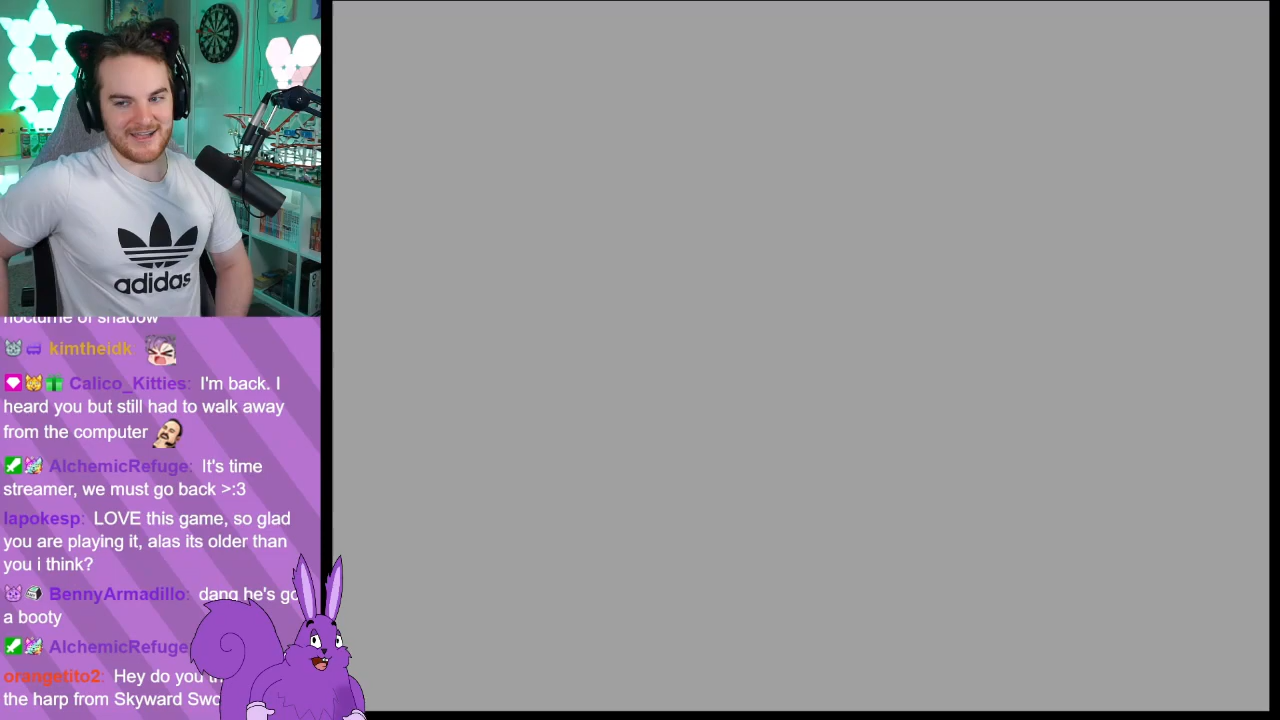 adidas
nocturne of shadow
kimtheidk
Calico_Kitties: I'm back. I
heard you but still had to walk away
from the computer
AlchemicRefuge: It's time
streamer, we must go back >:3
lapokesp: LOVE this game, so glad
you are playing it, alas its older than
you i think?
BennyArmadillo: dang he's go
a booty
AlchemicRefuge
orangetito2: Hey do you
the harp from Skyward Swo